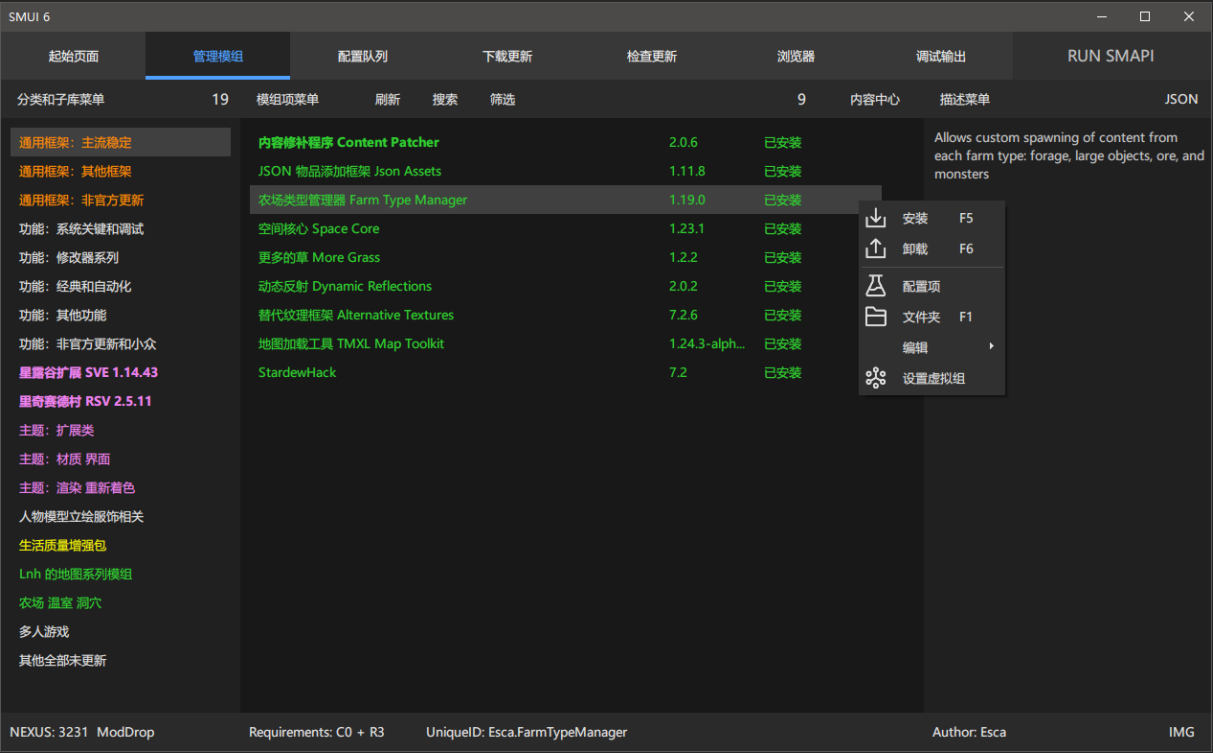 SMUI 6
起始页面 管理模组 配置队列 下载更新 检查更新 浏览器 调试输出 RUN SMAPI
分类和子库菜单 19 模组项菜单 刷新 搜索 筛选 9 内容中心 描述菜单 JSON
通用框架：主流稳定
通用框架：其他框架
通用框架：非官方更新
功能：系统关键和调试
功能：修改器系列
功能：经典和自动化
功能：其他功能
功能：非官方更新和小众
星露谷扩展 SVE 1.14.43
里奇赛德村 RSV 2.5.11
主题：扩展类
主题：材质 界面
主题：渲染 重新着色
人物模型立绘服饰相关
生活质量增强包
Lnh 的地图系列模组
农场 温室 洞穴
多人游戏
其他全部未更新
内容修补程序 Content Patcher 2.0.6 已安装
JSON 物品添加框架 Json Assets 1.11.8 已安装
农场类型管理器 Farm Type Manager 1.19.0 已安装
空间核心 Space Core 1.23.1 已安装
更多的草 More Grass 1.2.2 已安装
动态反射 Dynamic Reflections 2.0.2 已安装
替代纹理框架 Alternative Textures 7.2.6 已安装
地图加载工具 TMXL Map Toolkit 1.24.3-alph... 已安装
StardewHack 7.2 已安装
安装 F5
卸载 F6
配置项
文件夹 F1
编辑
设置虚拟组
Allows custom spawning of content from
each farm type: forage, large objects, ore, and
monsters
NEXUS: 3231 ModDrop Requirements: C0 + R3 UniqueID: Esca.FarmTypeManager Author: Esca IMG